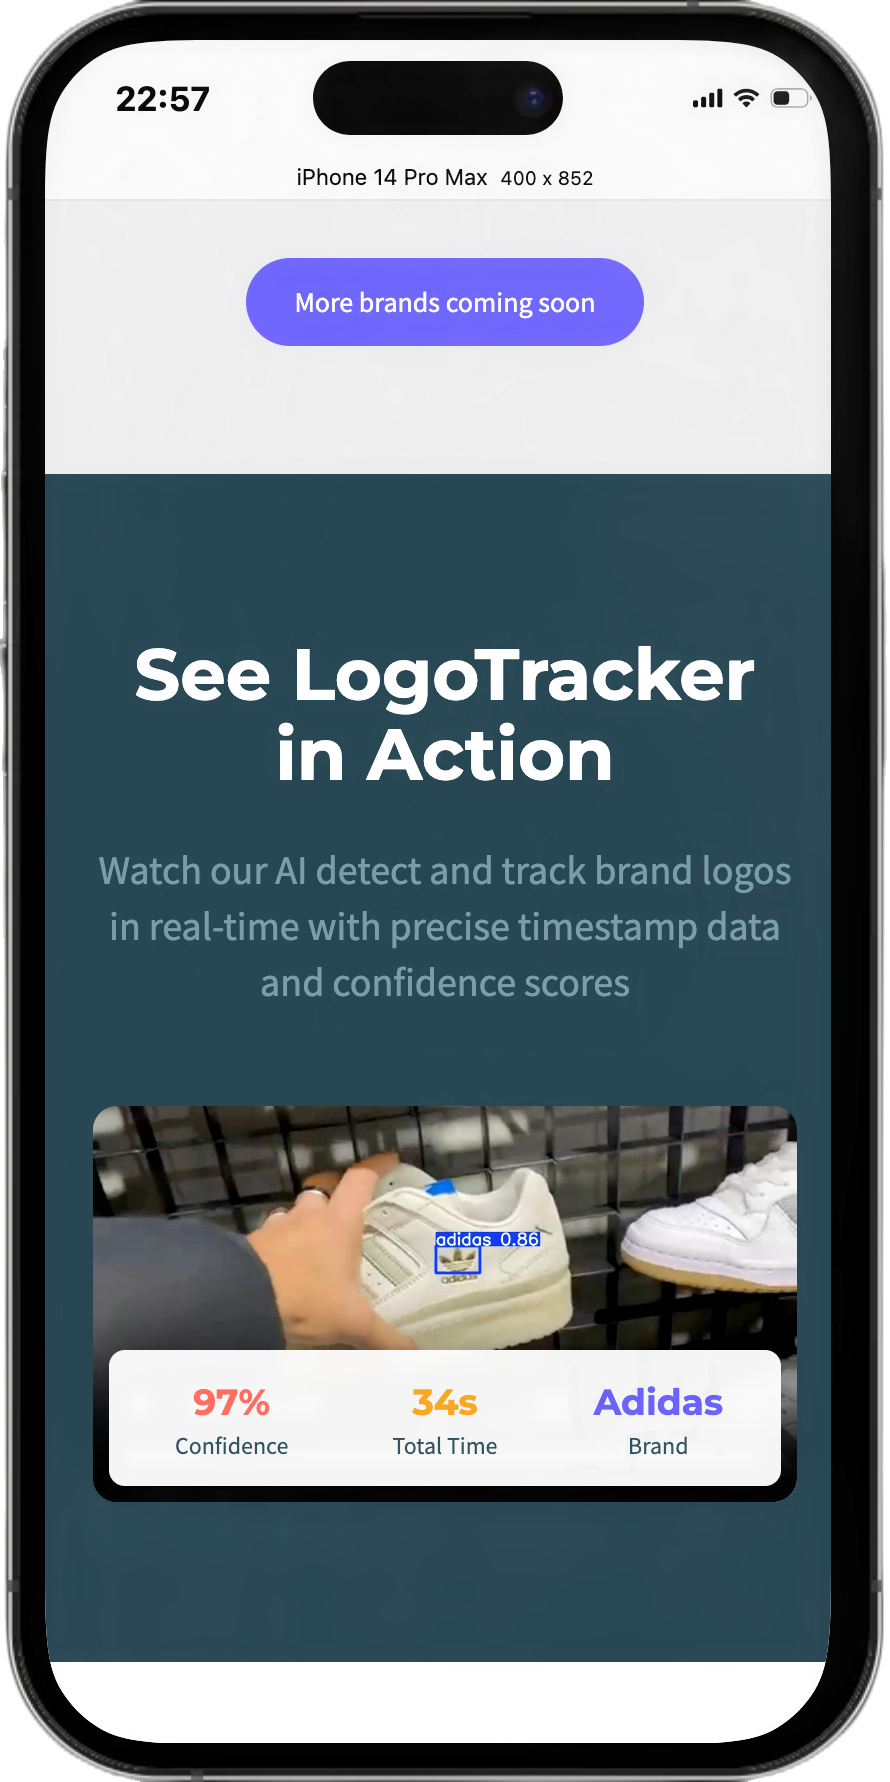 22:57
iPhone 14 Pro Max 400 x 852
More brands coming soon
See LogoTracker
in Action
Watch our AI detect and track brand logos
in real-time with precise timestamp data
and confidence scores
adidas 0.86
adidas
97% 34s Adidas
Confidence Total Time Brand